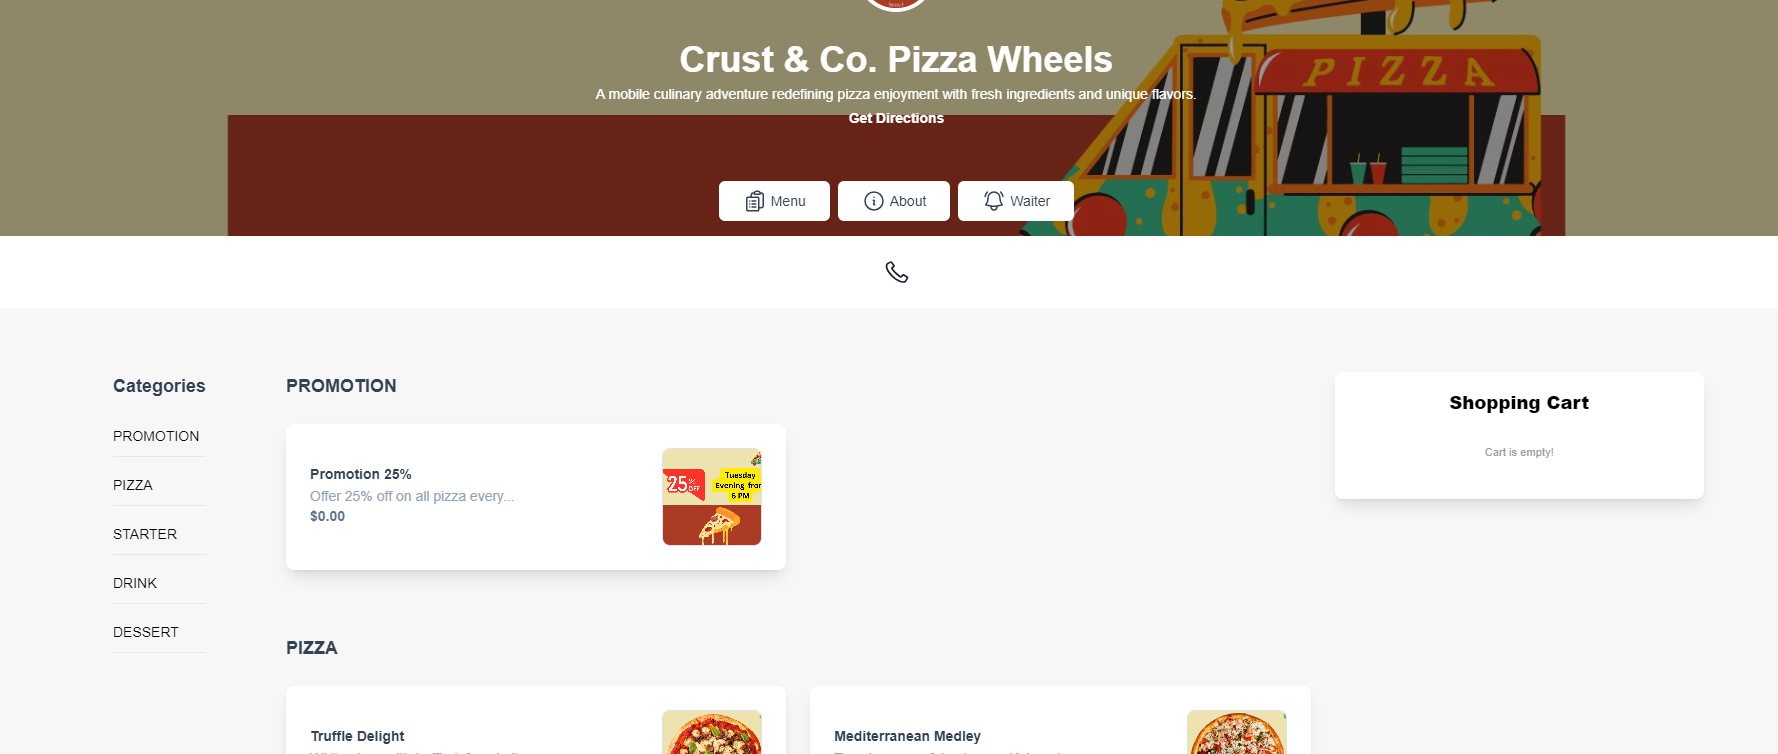 Crust & Co. Pizza Wheels
A mobile culinary adventure redefining pizza enjoyment with fresh ingredients and unique flavors.
Get Directions
PIZZA
Menu
About
Waiter
Categories
PROMOTION
PIZZA
STARTER
DRINK
DESSERT
PROMOTION
Promotion 25%
Offer 25% off on all pizza every...
$0.00
25% OFF
Tuesday
Evening from
6 PM
PIZZA
Truffle Delight
Mediterranean Medley
Shopping Cart
Cart is empty!